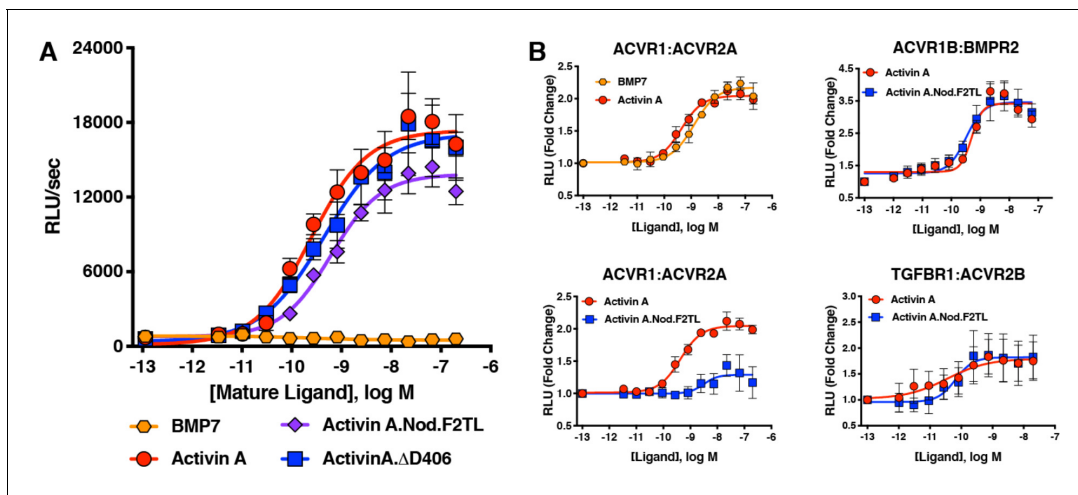 A
24000
18000
12000
6000
0
RLU/sec
-13 -12 -11 -10 -9 -8 -7 -6
[Mature Ligand], log M
BMP7
Activin A.Nod.F2TL
Activin A
ActivinA.ΔD406
B
ACVR1:ACVR2A
BMP7
Activin A
2.5
2.0
1.5
1.0
0.5
RLU (Fold Change)
-13 -12 -11 -10 -9 -8 -7 -6
[Ligand], log M
ACVR1B:BMPR2
Activin A
Activin A.Nod.F2TL
4.5
3.5
2.5
1.5
0.5
RLU (Fold Change)
-13 -12 -11 -10 -9 -8 -7
[Ligand], log M
ACVR1:ACVR2A
Activin A
Activin A.Nod.F2TL
2.5
2.0
1.5
1.0
0.5
RLU (Fold Change)
-13 -12 -11 -10 -9 -8 -7 -6
[Ligand], log M
TGFBR1:ACVR2B
Activin A
Activin A.Nod.F2TL
3.0
2.5
2.0
1.5
1.0
0.5
RLU (Fold Change)
-13 -12 -11 -10 -9 -8 -7
[Ligand], log M